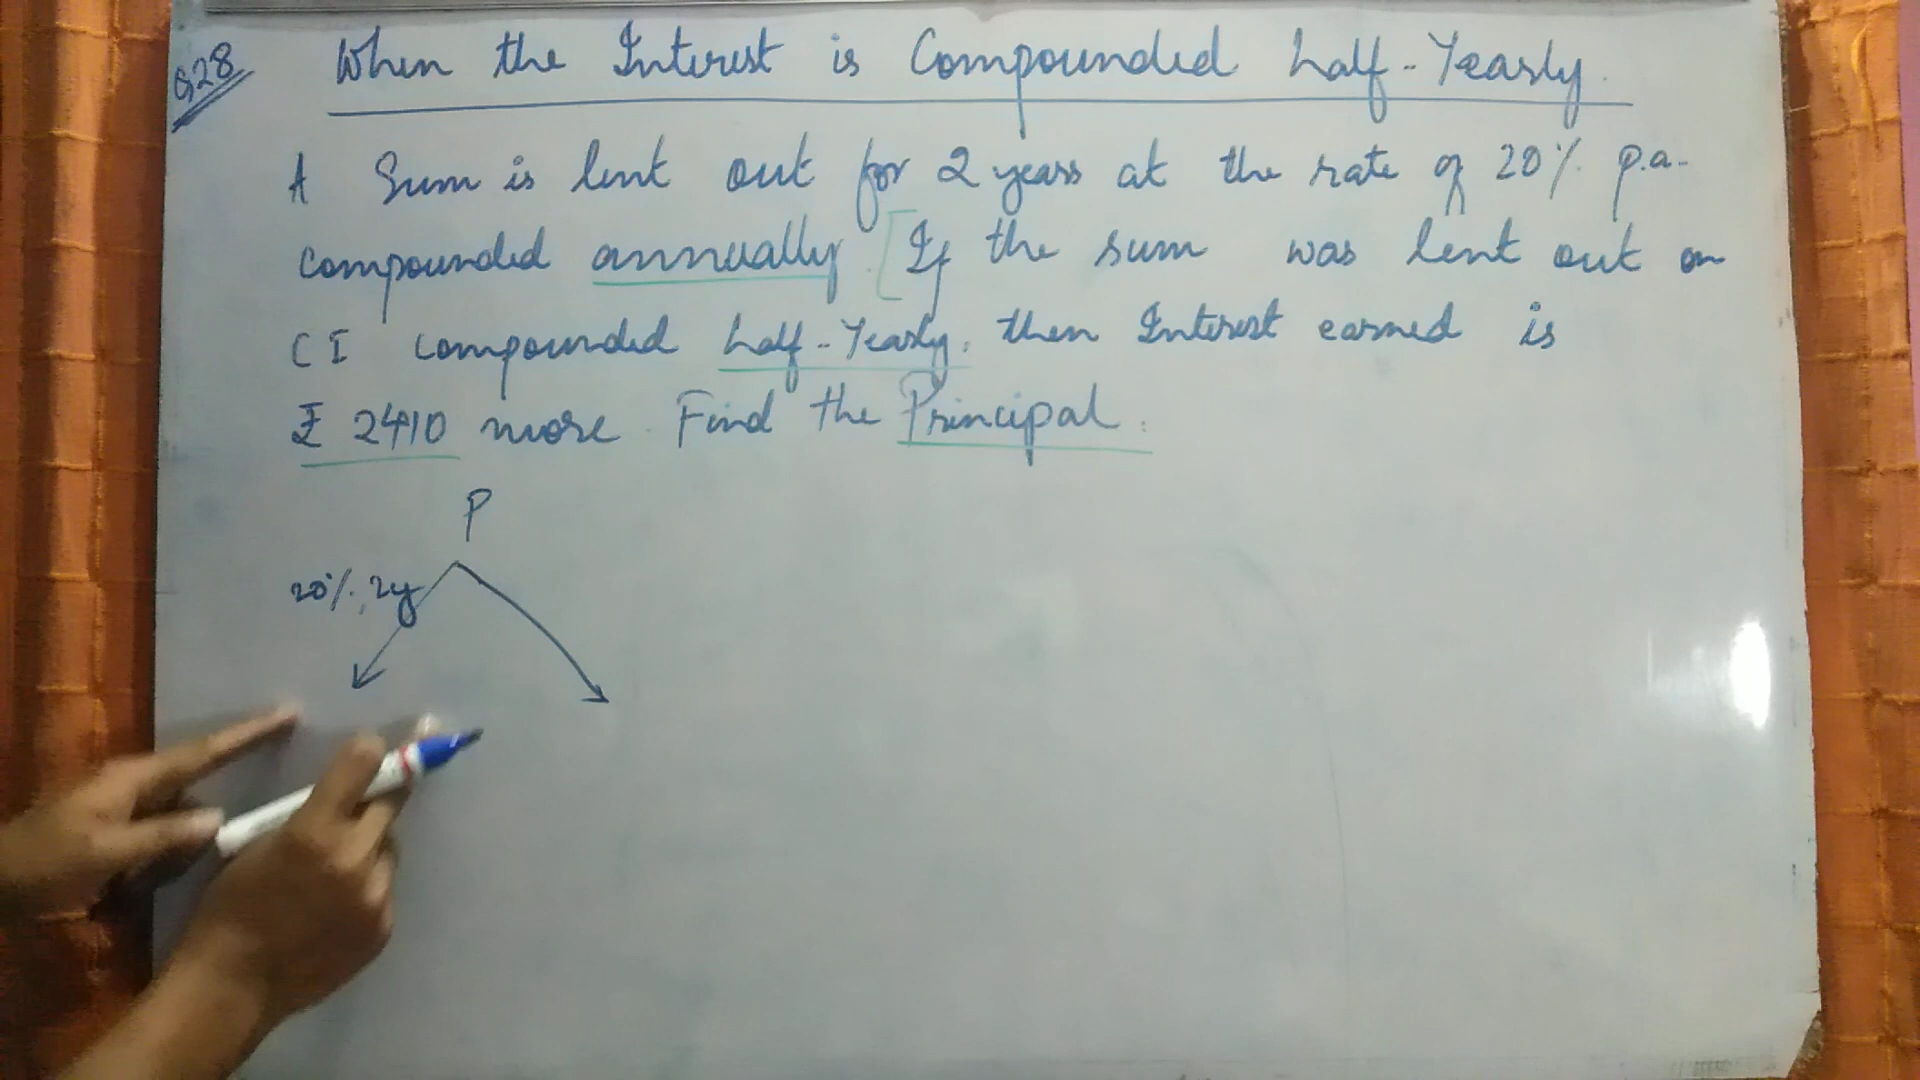 Q28
When the Interest is Compounded Half-Yearly.
A Sum is lent out for 2 years at the rate of 20% p.a.
compounded annually. [If the sum was lent out on
CI compounded half-Yearly, then Interest earned is
₹ 2410 more. Find the Principal.
P
20%, 2y